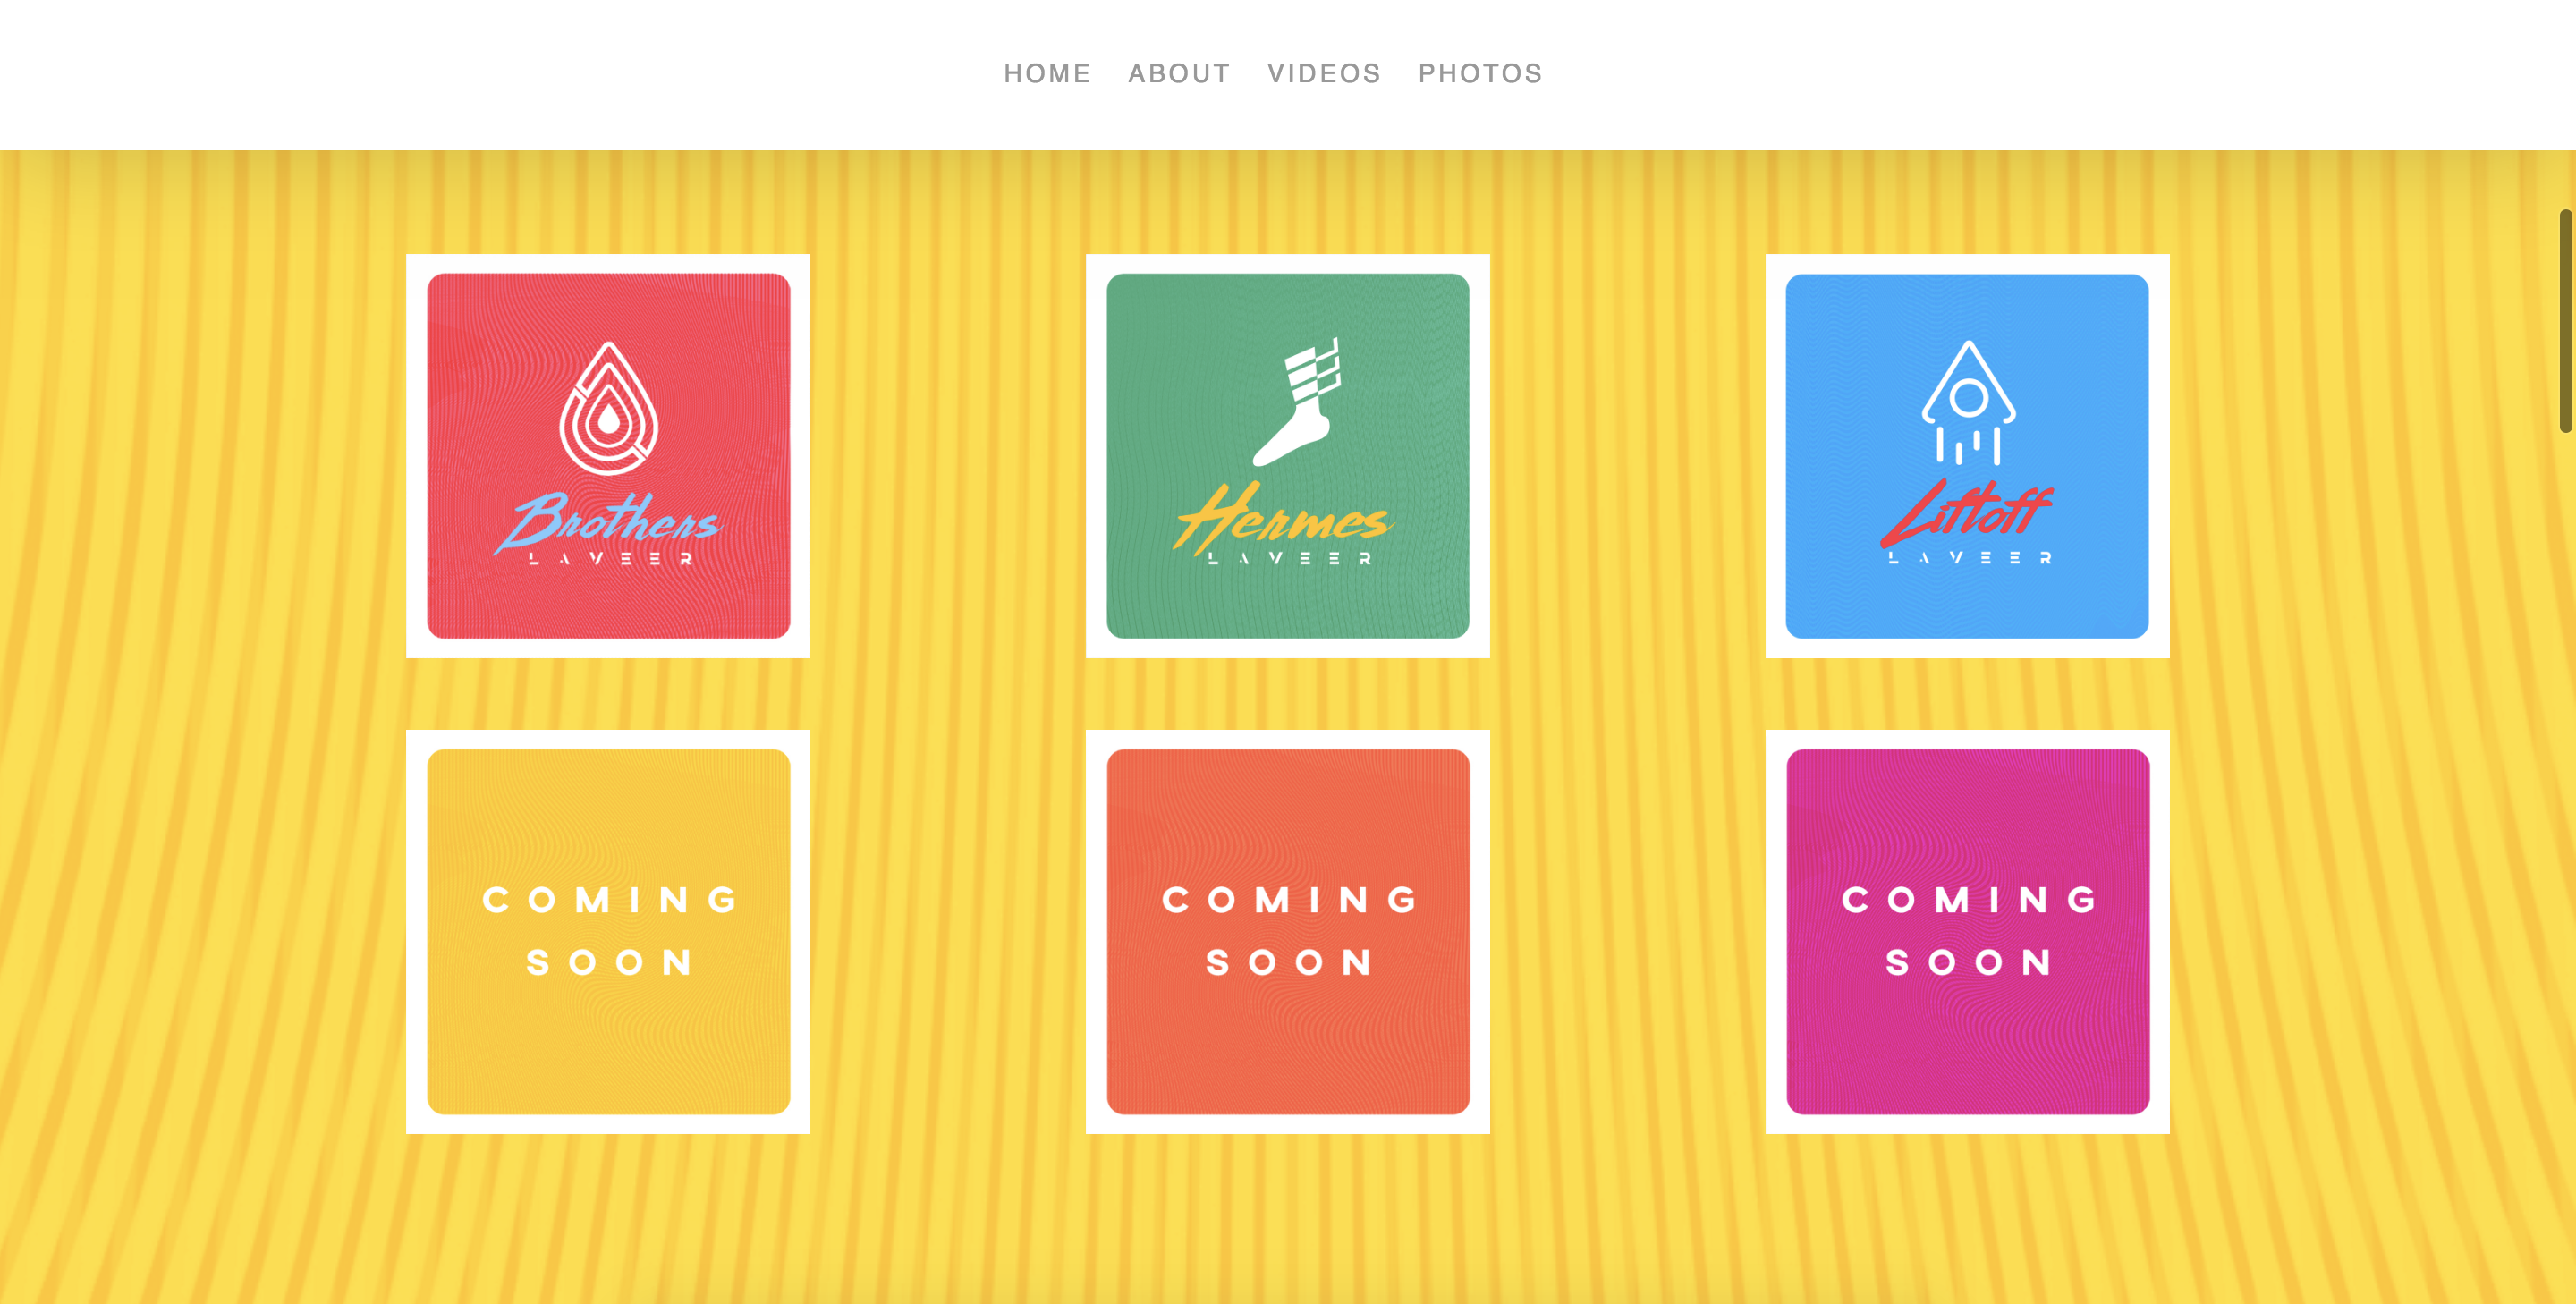 HOME ABOUT VIDEOS PHOTOS
Brothers
LAVEER
Hermes
LAVEER
Liftoff
LAVEER
COMING
SOON
COMING
SOON
COMING
SOON